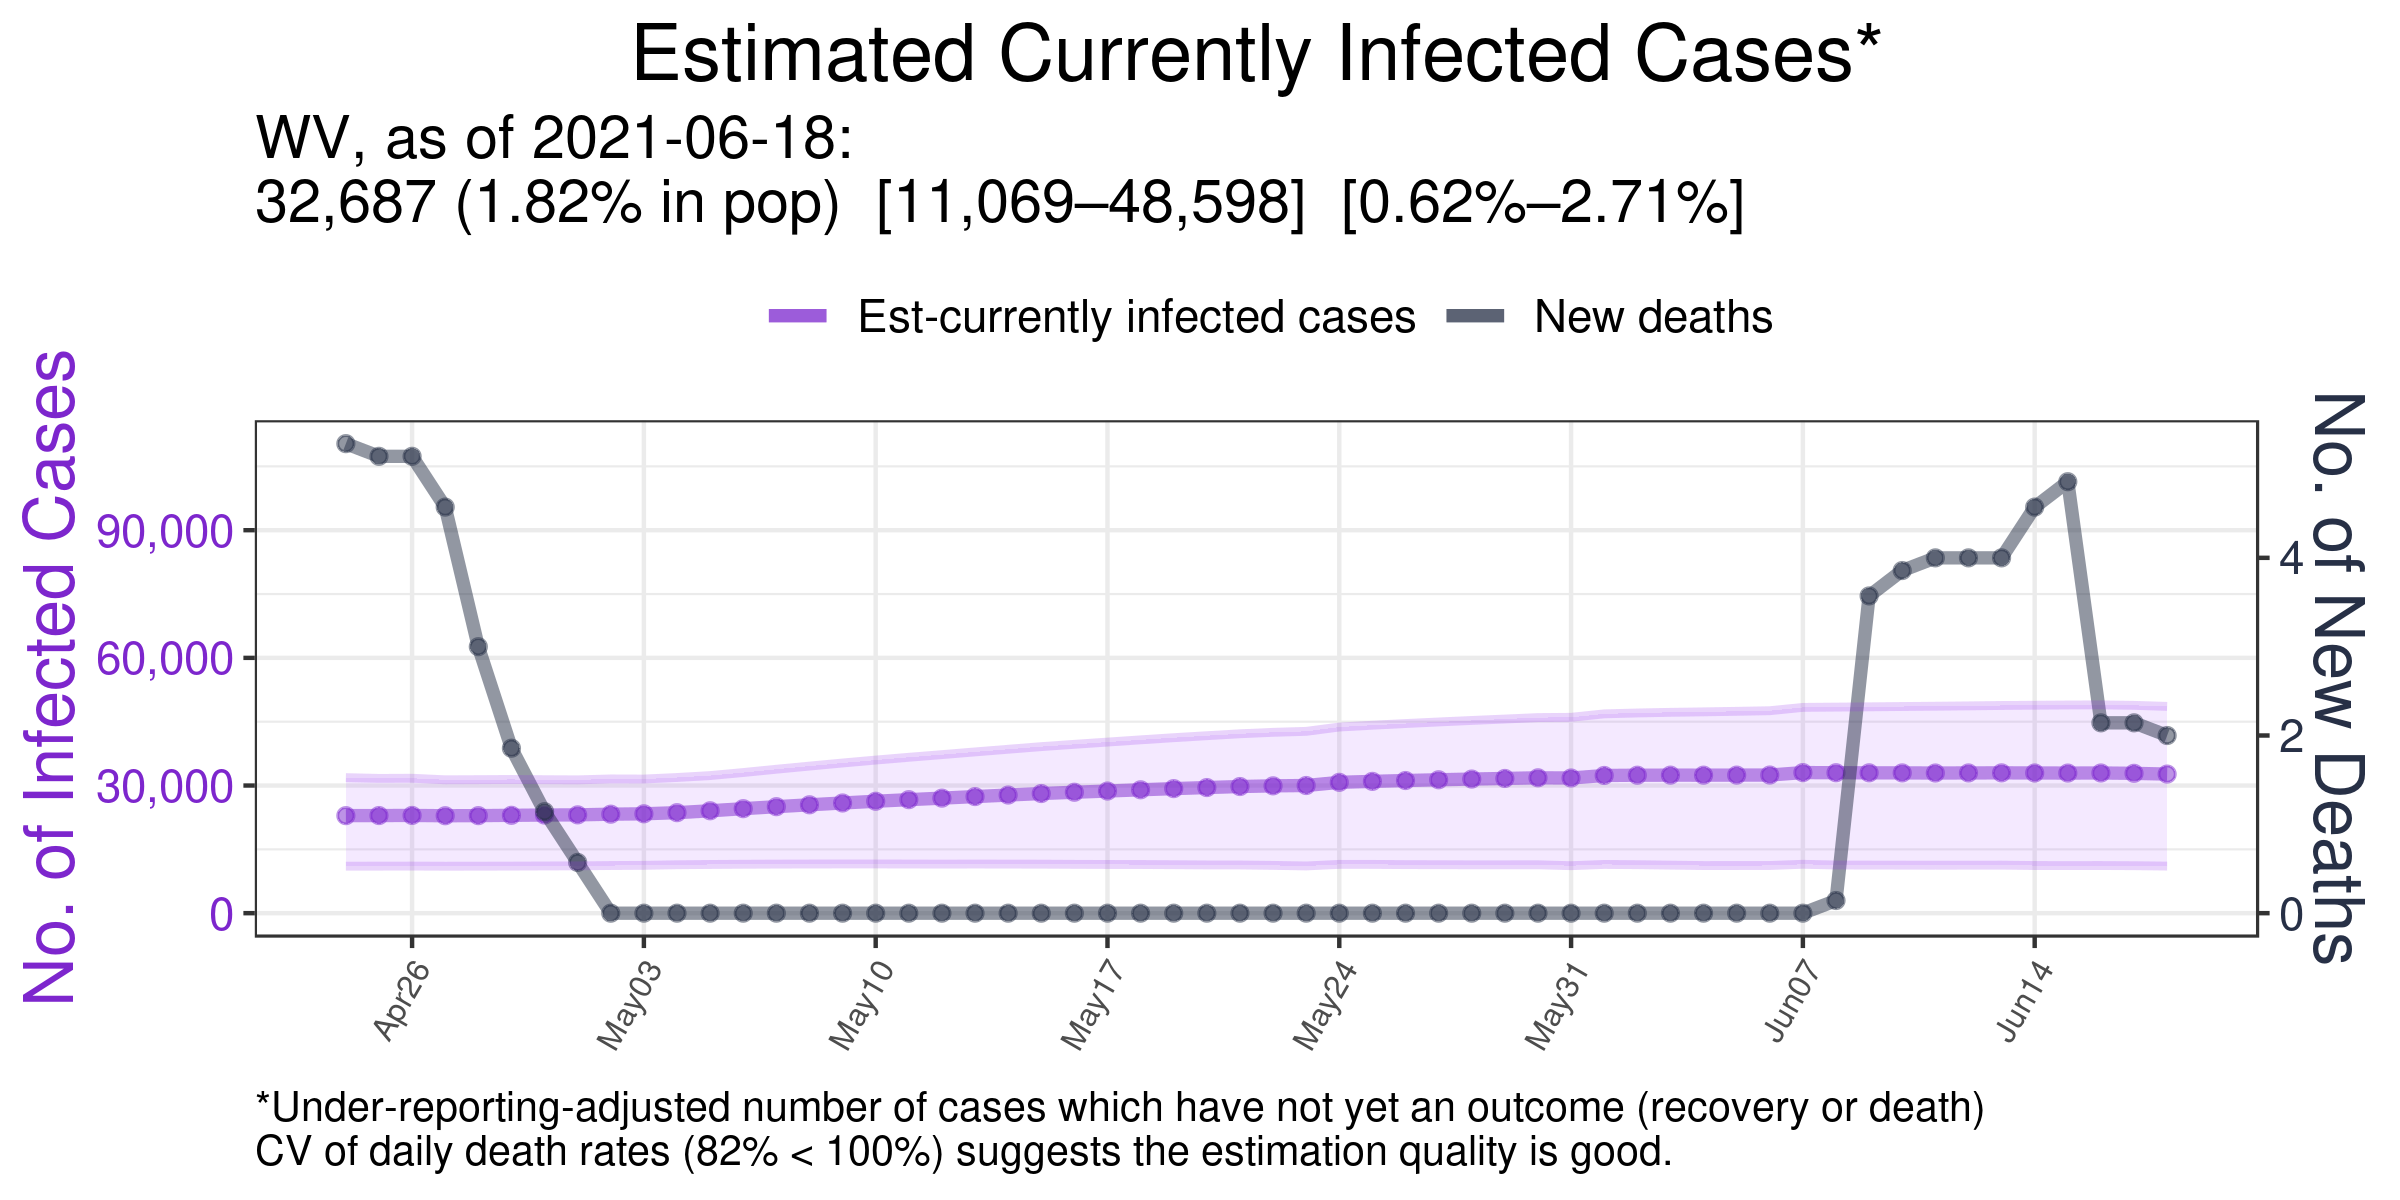 Estimated Currently Infected Cases*
WV, as of 2021-06-18:
32,687 (1.82% in pop)  [11,069–48,598]  [0.62%–2.71%]
Est-currently infected cases
New deaths
No. of Infected Cases
90,000
60,000
30,000
0
4
2
0
No. of New Deaths
Apr26
May03
May10
May17
May24
May31
Jun07
Jun14
*Under-reporting-adjusted number of cases which have not yet an outcome (recovery or death)
CV of daily death rates (82% < 100%) suggests the estimation quality is good.